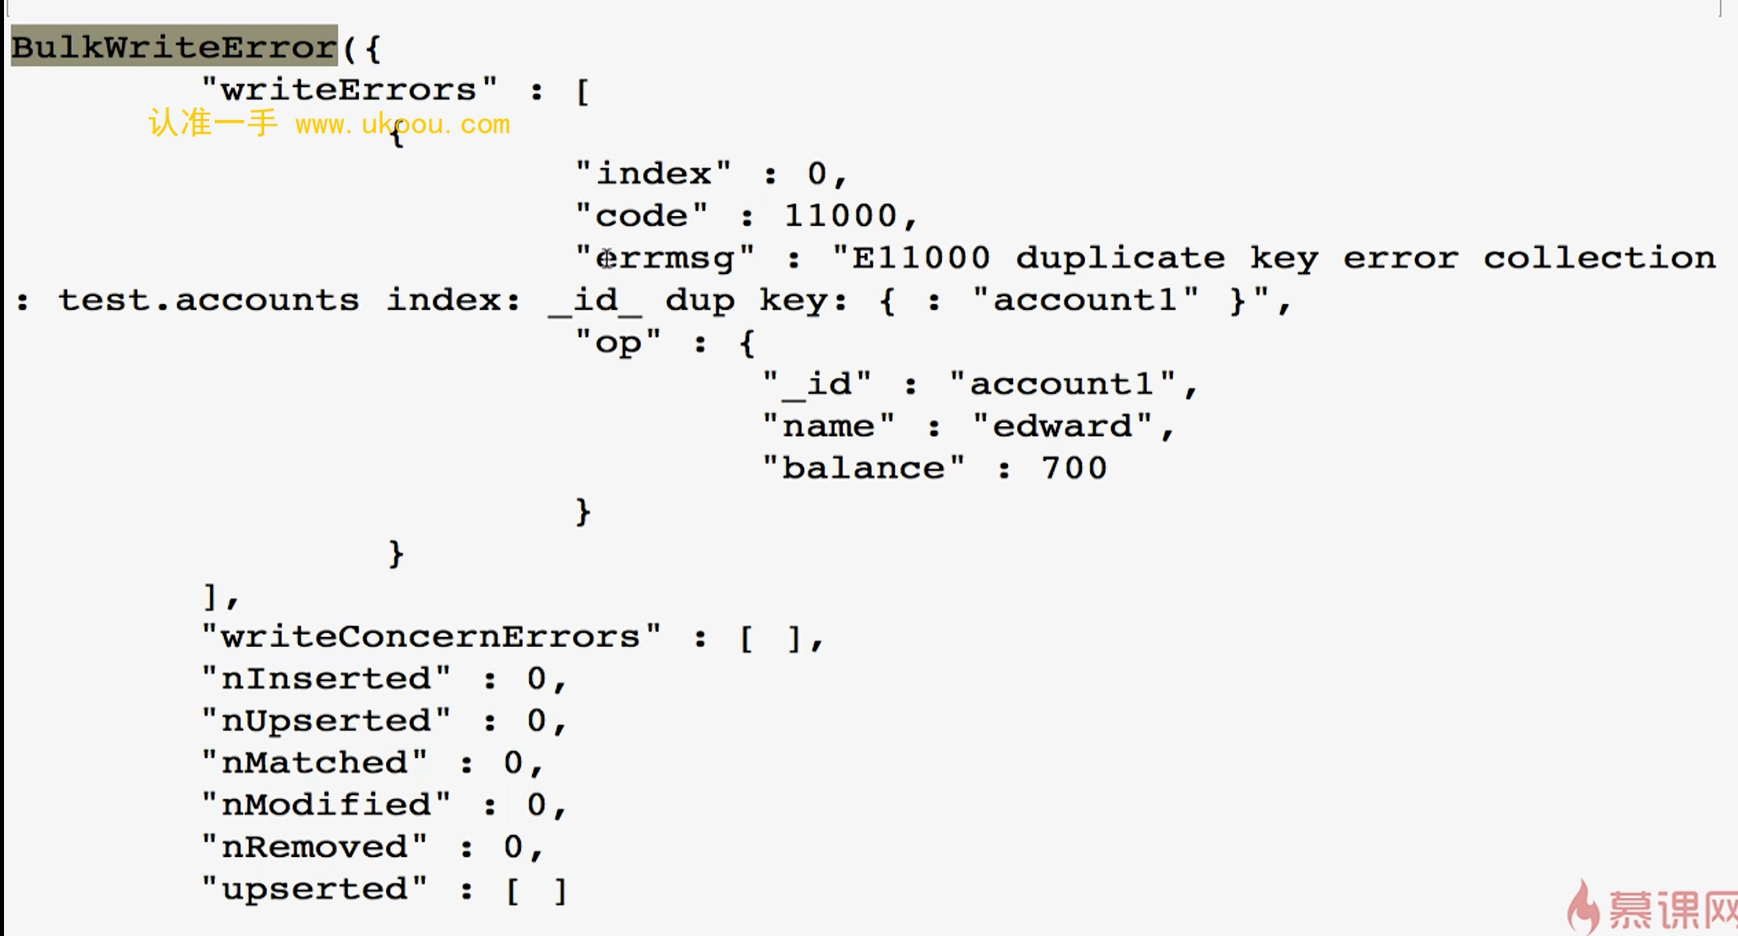 BulkWriteError({
"writeErrors" : [
认准一手 www.ukoou.com
{
"index" : 0,
"code" : 11000,
"errmsg" : "E11000 duplicate key error collection
: test.accounts index: _id_ dup key: { : "account1" }",
"op" : {
"_id" : "account1",
"name" : "edward",
"balance" : 700
}
}
],
"writeConcernErrors" : [ ],
"nInserted" : 0,
"nUpserted" : 0,
"nMatched" : 0,
"nModified" : 0,
"nRemoved" : 0,
"upserted" : [ ]
慕课网